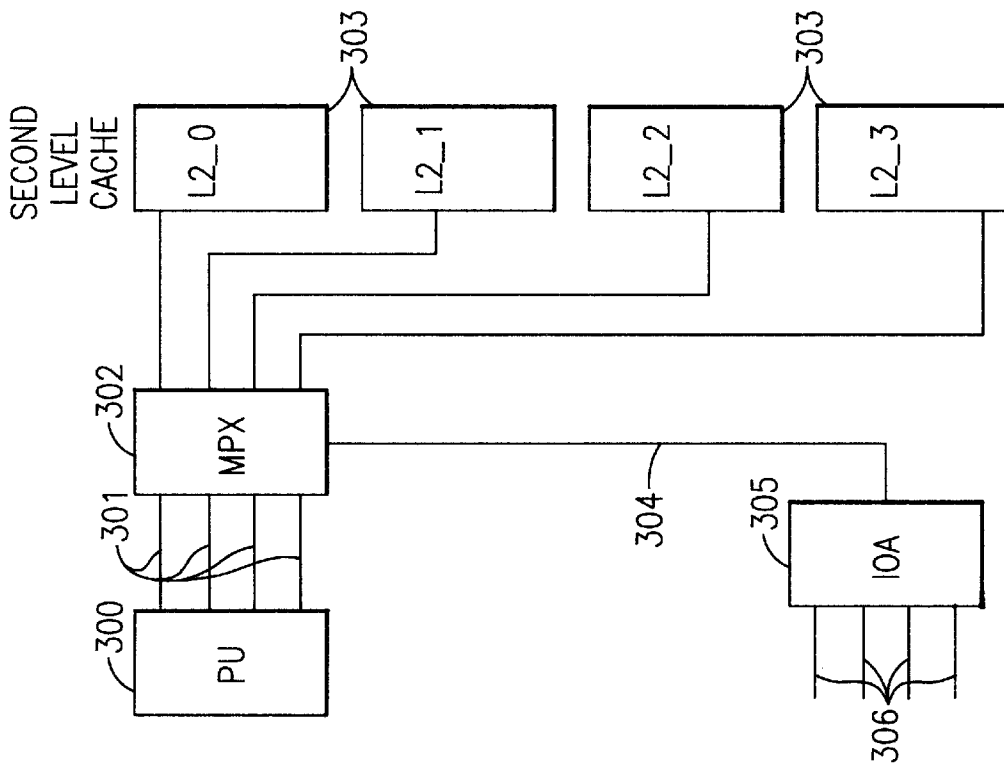 SECOND
LEVEL
CACHE
300
PU
301
302
MPX
L2_0
303
L2_1
L2_2
303
L2_3
304
305
IOA
306